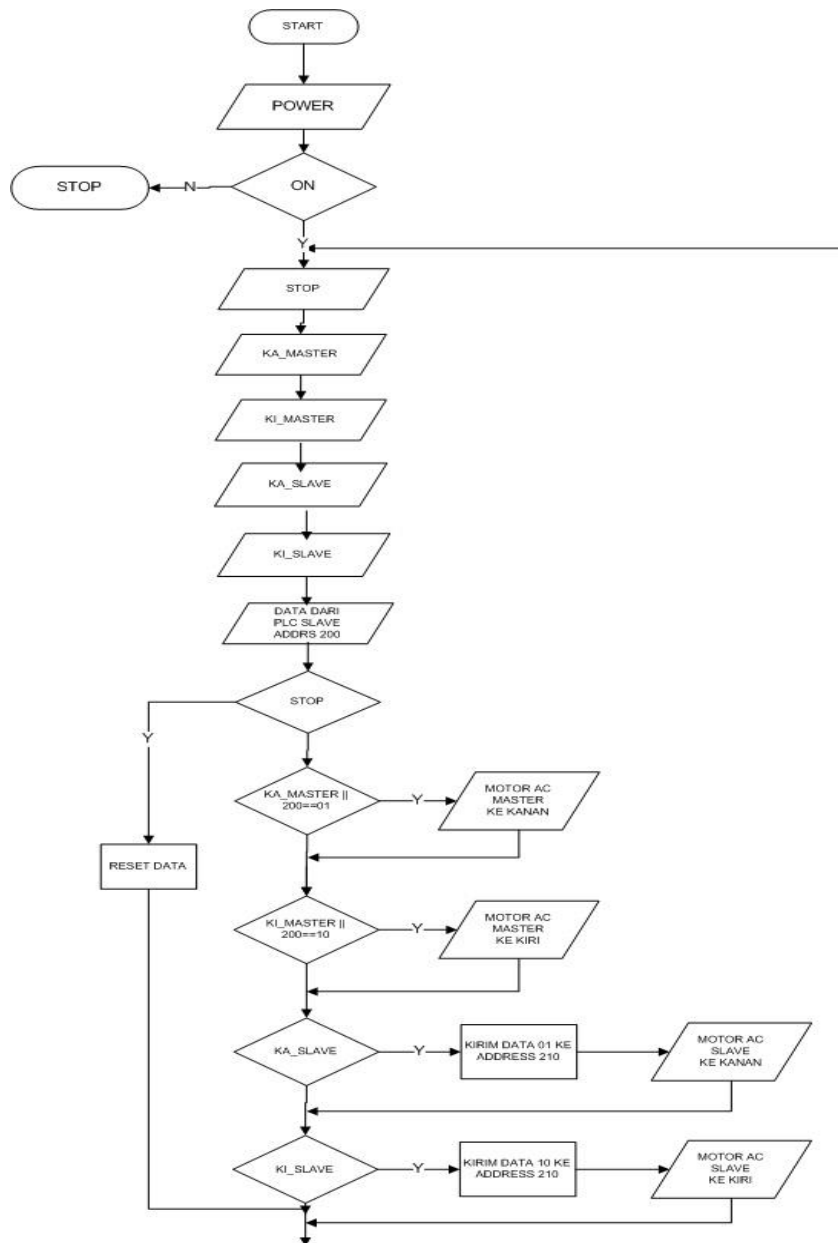 START
POWER
ON
N
STOP
Y
STOP
KA_MASTER
KI_MASTER
KA_SLAVE
KI_SLAVE
DATA DARI
PLC SLAVE
ADDRS 200
STOP
Y
KA_MASTER ||
200==01
Y
MOTOR AC
MASTER
KE KANAN
RESET DATA
KI_MASTER ||
200==10
Y
MOTOR AC
MASTER
KE KIRI
KA_SLAVE
Y
KIRIM DATA 01 KE
ADDRESS 210
MOTOR AC
SLAVE
KE KANAN
KI_SLAVE
Y
KIRIM DATA 10 KE
ADDRESS 210
MOTOR AC
SLAVE
KE KIRI